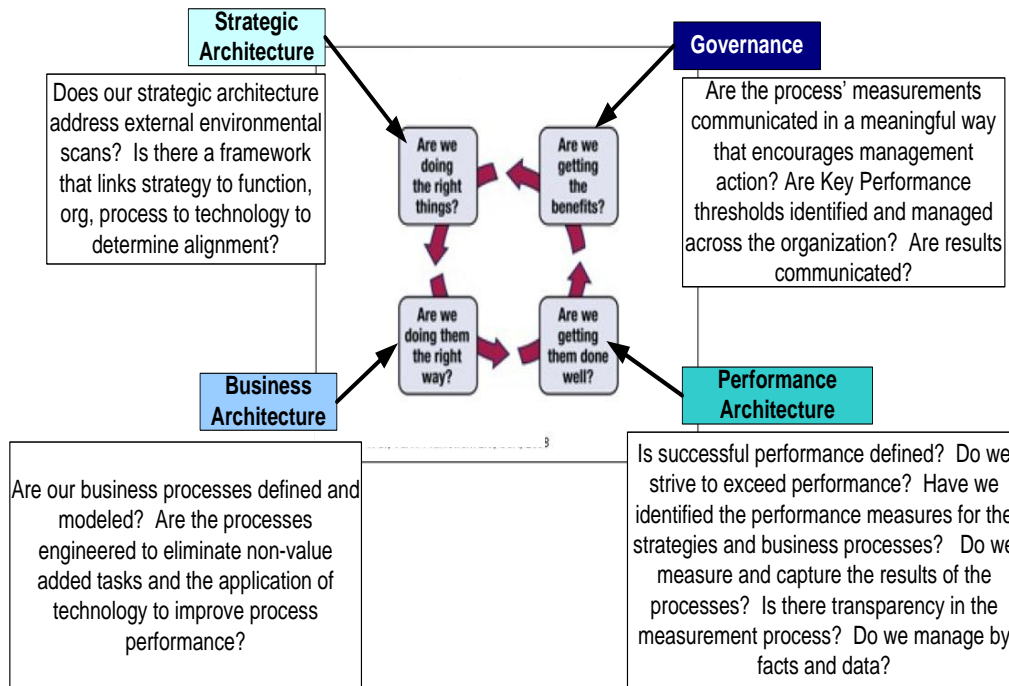 Strategic
Architecture
Does our strategic architecture
address external environmental
scans?  Is there a framework
that links strategy to function,
org, process to technology to
determine alignment?
Governance
Are the process’ measurements
communicated in a meaningful way
that encourages management
action? Are Key Performance
thresholds identified and managed
across the organization?  Are results
communicated?
Are we
doing
the right
things?
Are we
getting
the
benefits?
Are we
doing them
the right
way?
Are we
getting
them done
well?
Business
Architecture
Are our business processes defined and
modeled?  Are the processes
engineered to eliminate non-value
added tasks and the application of
technology to improve process
performance?
Performance
Architecture
Is successful performance defined?  Do we
strive to exceed performance?  Have we
identified the performance measures for the
strategies and business processes?   Do we
measure and capture the results of the
processes?  Is there transparency in the
measurement process?  Do we manage by
facts and data?